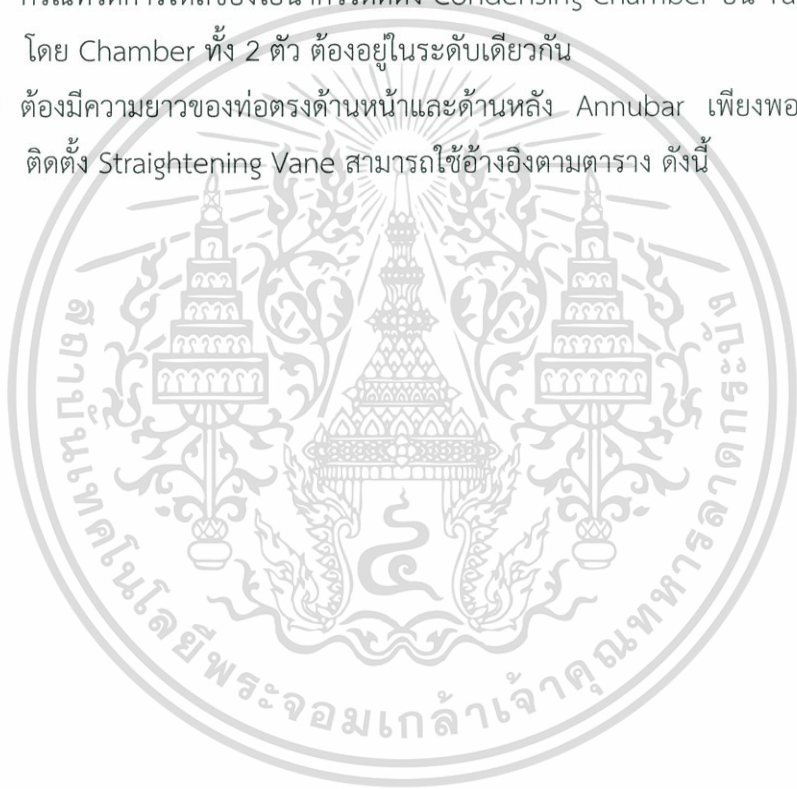 โดย Chamber ทั้ง 2 ตัว ต้องอยู่ในระดับเดียวกัน
ต้องมีความยาวของท่อตรงด้านหน้าและด้านหลัง Annubar เพียงพอ
ติดตั้ง Straightening Vane สามารถใช้อ้างอิงตามตาราง ดังนี้
สถาบันเทคโนโลยีพระจอมเกล้าเจ้าคุณทหารลาดกระบัง